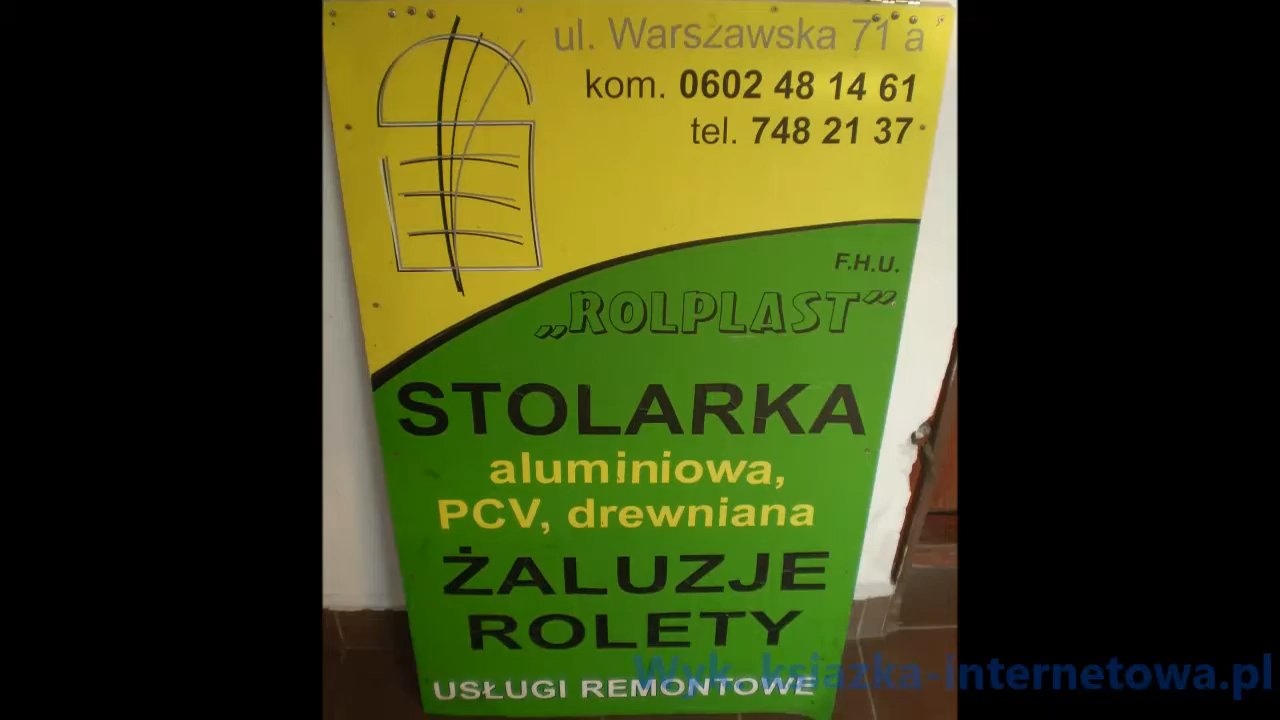 ul. Warszawska 71 a
kom. 0602 48 14 61
tel. 748 21 37
F.H.U.
„ROLPLAST”
STOLARKA
aluminiowa,
PCV, drewniana
ŻALUZJE
ROLETY
USŁUGI REMONTOWE
Wyk. ksiazka-internetowa.pl